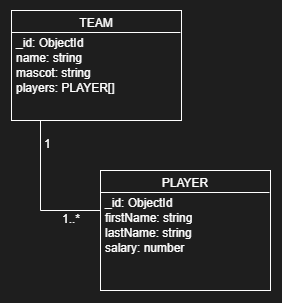 TEAM
_id: ObjectId
name: string
mascot: string
players: PLAYER[]
1
1..*
PLAYER
_id: ObjectId
firstName: string
lastName: string
salary: number